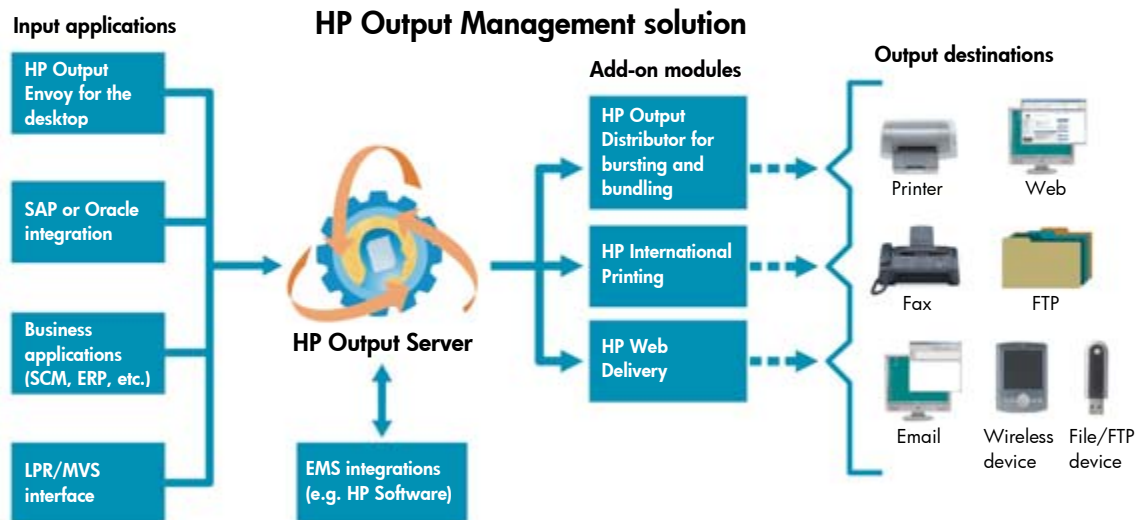 HP Output Management solution
Input applications
HP Output
Envoy for the
desktop
SAP or Oracle
integration
Business
applications
(SCM, ERP, etc.)
LPR/MVS
interface
HP Output Server
EMS integrations
(e.g. HP Software)
Add-on modules
HP Output
Distributor for
bursting and
bundling
HP International
Printing
HP Web
Delivery
Output destinations
Printer
Web
Fax
FTP
Email
Wireless
device
File/FTP
device